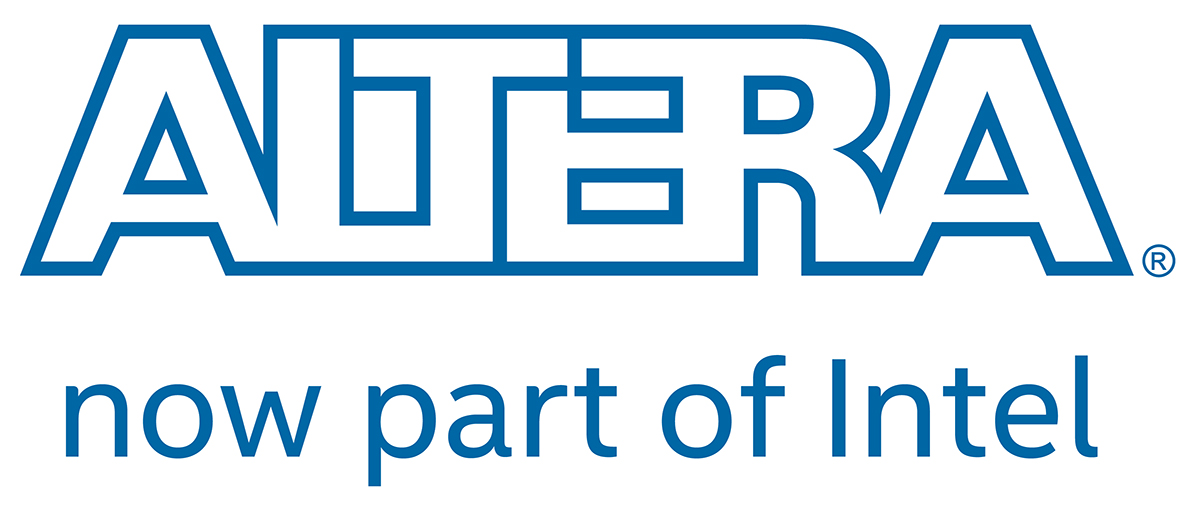 ALTERA®
now part of Intel